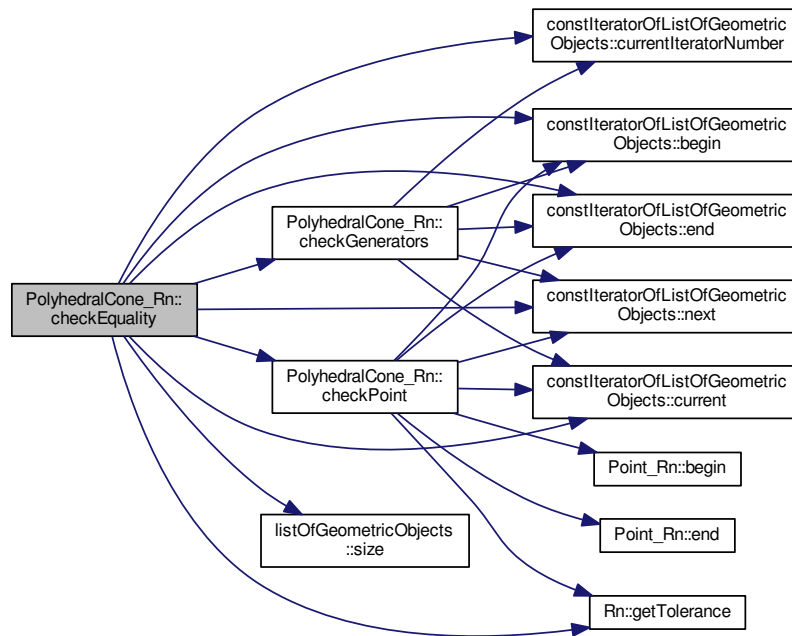 PolyhedralCone_Rn::
checkEquality
PolyhedralCone_Rn::
checkGenerators
PolyhedralCone_Rn::
checkPoint
listOfGeometricObjects
::size
constIteratorOfListOfGeometric
Objects::currentIteratorNumber
constIteratorOfListOfGeometric
Objects::begin
constIteratorOfListOfGeometric
Objects::end
constIteratorOfListOfGeometric
Objects::next
constIteratorOfListOfGeometric
Objects::current
Point_Rn::begin
Point_Rn::end
Rn::getTolerance